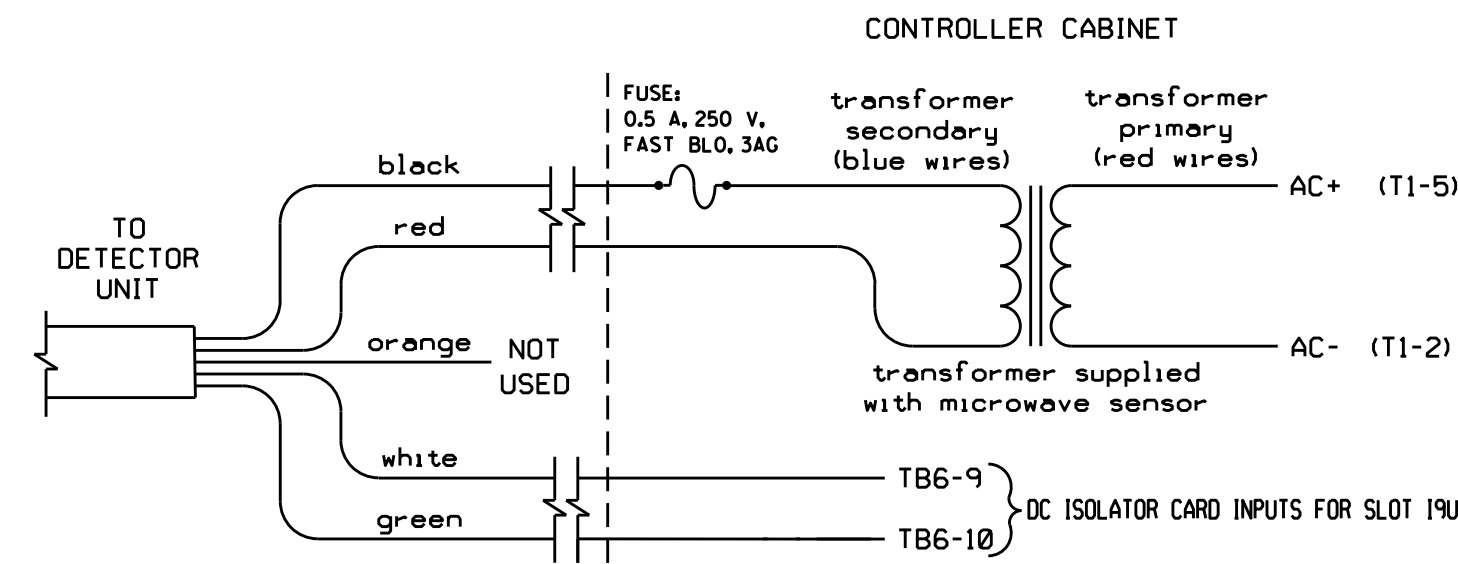 CONTROLLER CABINET
FUSE:
0.5 A, 250 V,
FAST BLO, 3AG
transformer
secondary
(blue wires)
transformer
primary
(red wires)
black
AC+ (T1-5)
red
TO
DETECTOR
UNIT
orange
NOT
USED
AC- (T1-2)
transformer supplied
with microwave sensor
white
TB6-9
DC ISOLATOR CARD INPUTS FOR SLOT I9U
green
TB6-10